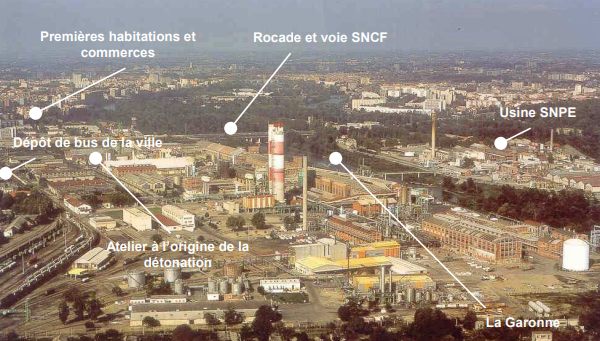 Premières habitations et
commerces
Rocade et voie SNCF
Usine SNPE
Dépôt de bus de la ville
Atelier à l'origine de la
détonation
La Garonne